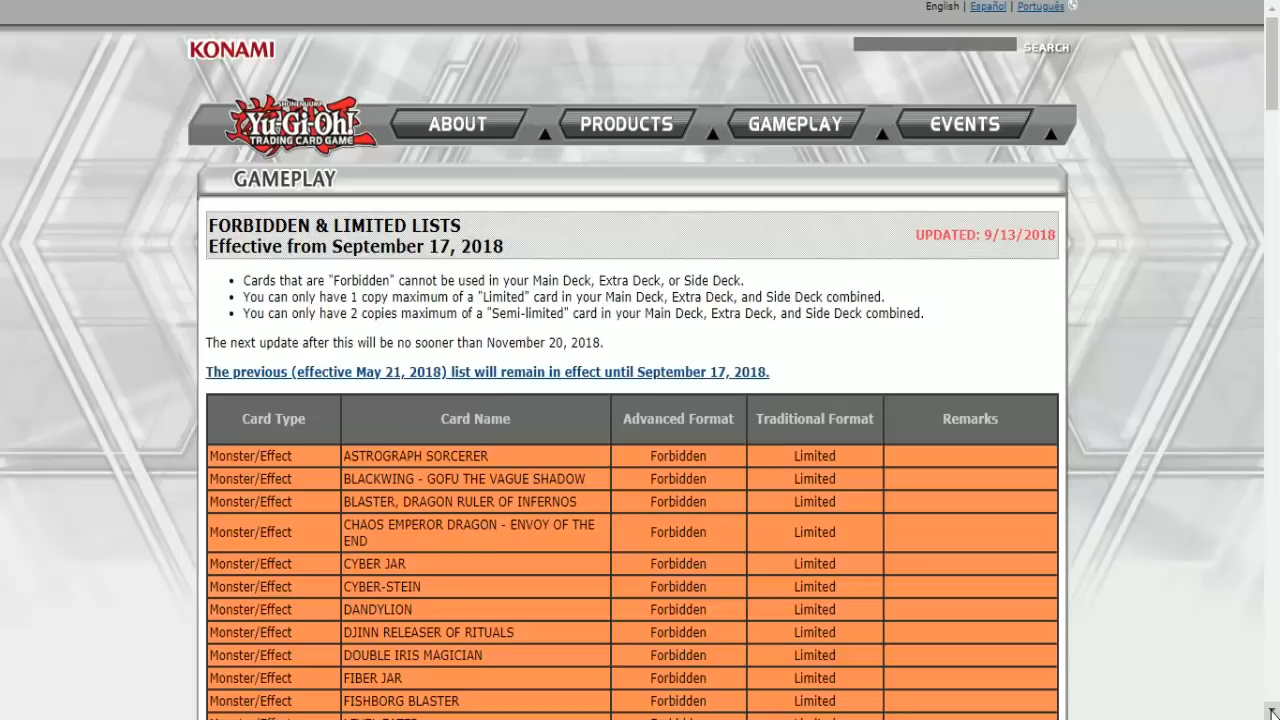 English | Español | Português
KONAMI
SEARCH
SHONEN JUMP
Yu-Gi-Oh!
TRADING CARD GAME
ABOUT
PRODUCTS
GAMEPLAY
EVENTS
GAMEPLAY
FORBIDDEN & LIMITED LISTS
Effective from September 17, 2018
UPDATED: 9/13/2018
• Cards that are "Forbidden" cannot be used in your Main Deck, Extra Deck, or Side Deck.
• You can only have 1 copy maximum of a "Limited" card in your Main Deck, Extra Deck, and Side Deck combined.
• You can only have 2 copies maximum of a "Semi-limited" card in your Main Deck, Extra Deck, and Side Deck combined.
The next update after this will be no sooner than November 20, 2018.
The previous (effective May 21, 2018) list will remain in effect until September 17, 2018.
Card Type Card Name Advanced Format Traditional Format Remarks
Monster/Effect ASTROGRAPH SORCERER Forbidden Limited
Monster/Effect BLACKWING - GOFU THE VAGUE SHADOW Forbidden Limited
Monster/Effect BLASTER, DRAGON RULER OF INFERNOS Forbidden Limited
Monster/Effect CHAOS EMPEROR DRAGON - ENVOY OF THE
END Forbidden Limited
Monster/Effect CYBER JAR Forbidden Limited
Monster/Effect CYBER-STEIN Forbidden Limited
Monster/Effect DANDYLION Forbidden Limited
Monster/Effect DJINN RELEASER OF RITUALS Forbidden Limited
Monster/Effect DOUBLE IRIS MAGICIAN Forbidden Limited
Monster/Effect FIBER JAR Forbidden Limited
Monster/Effect FISHBORG BLASTER Forbidden Limited